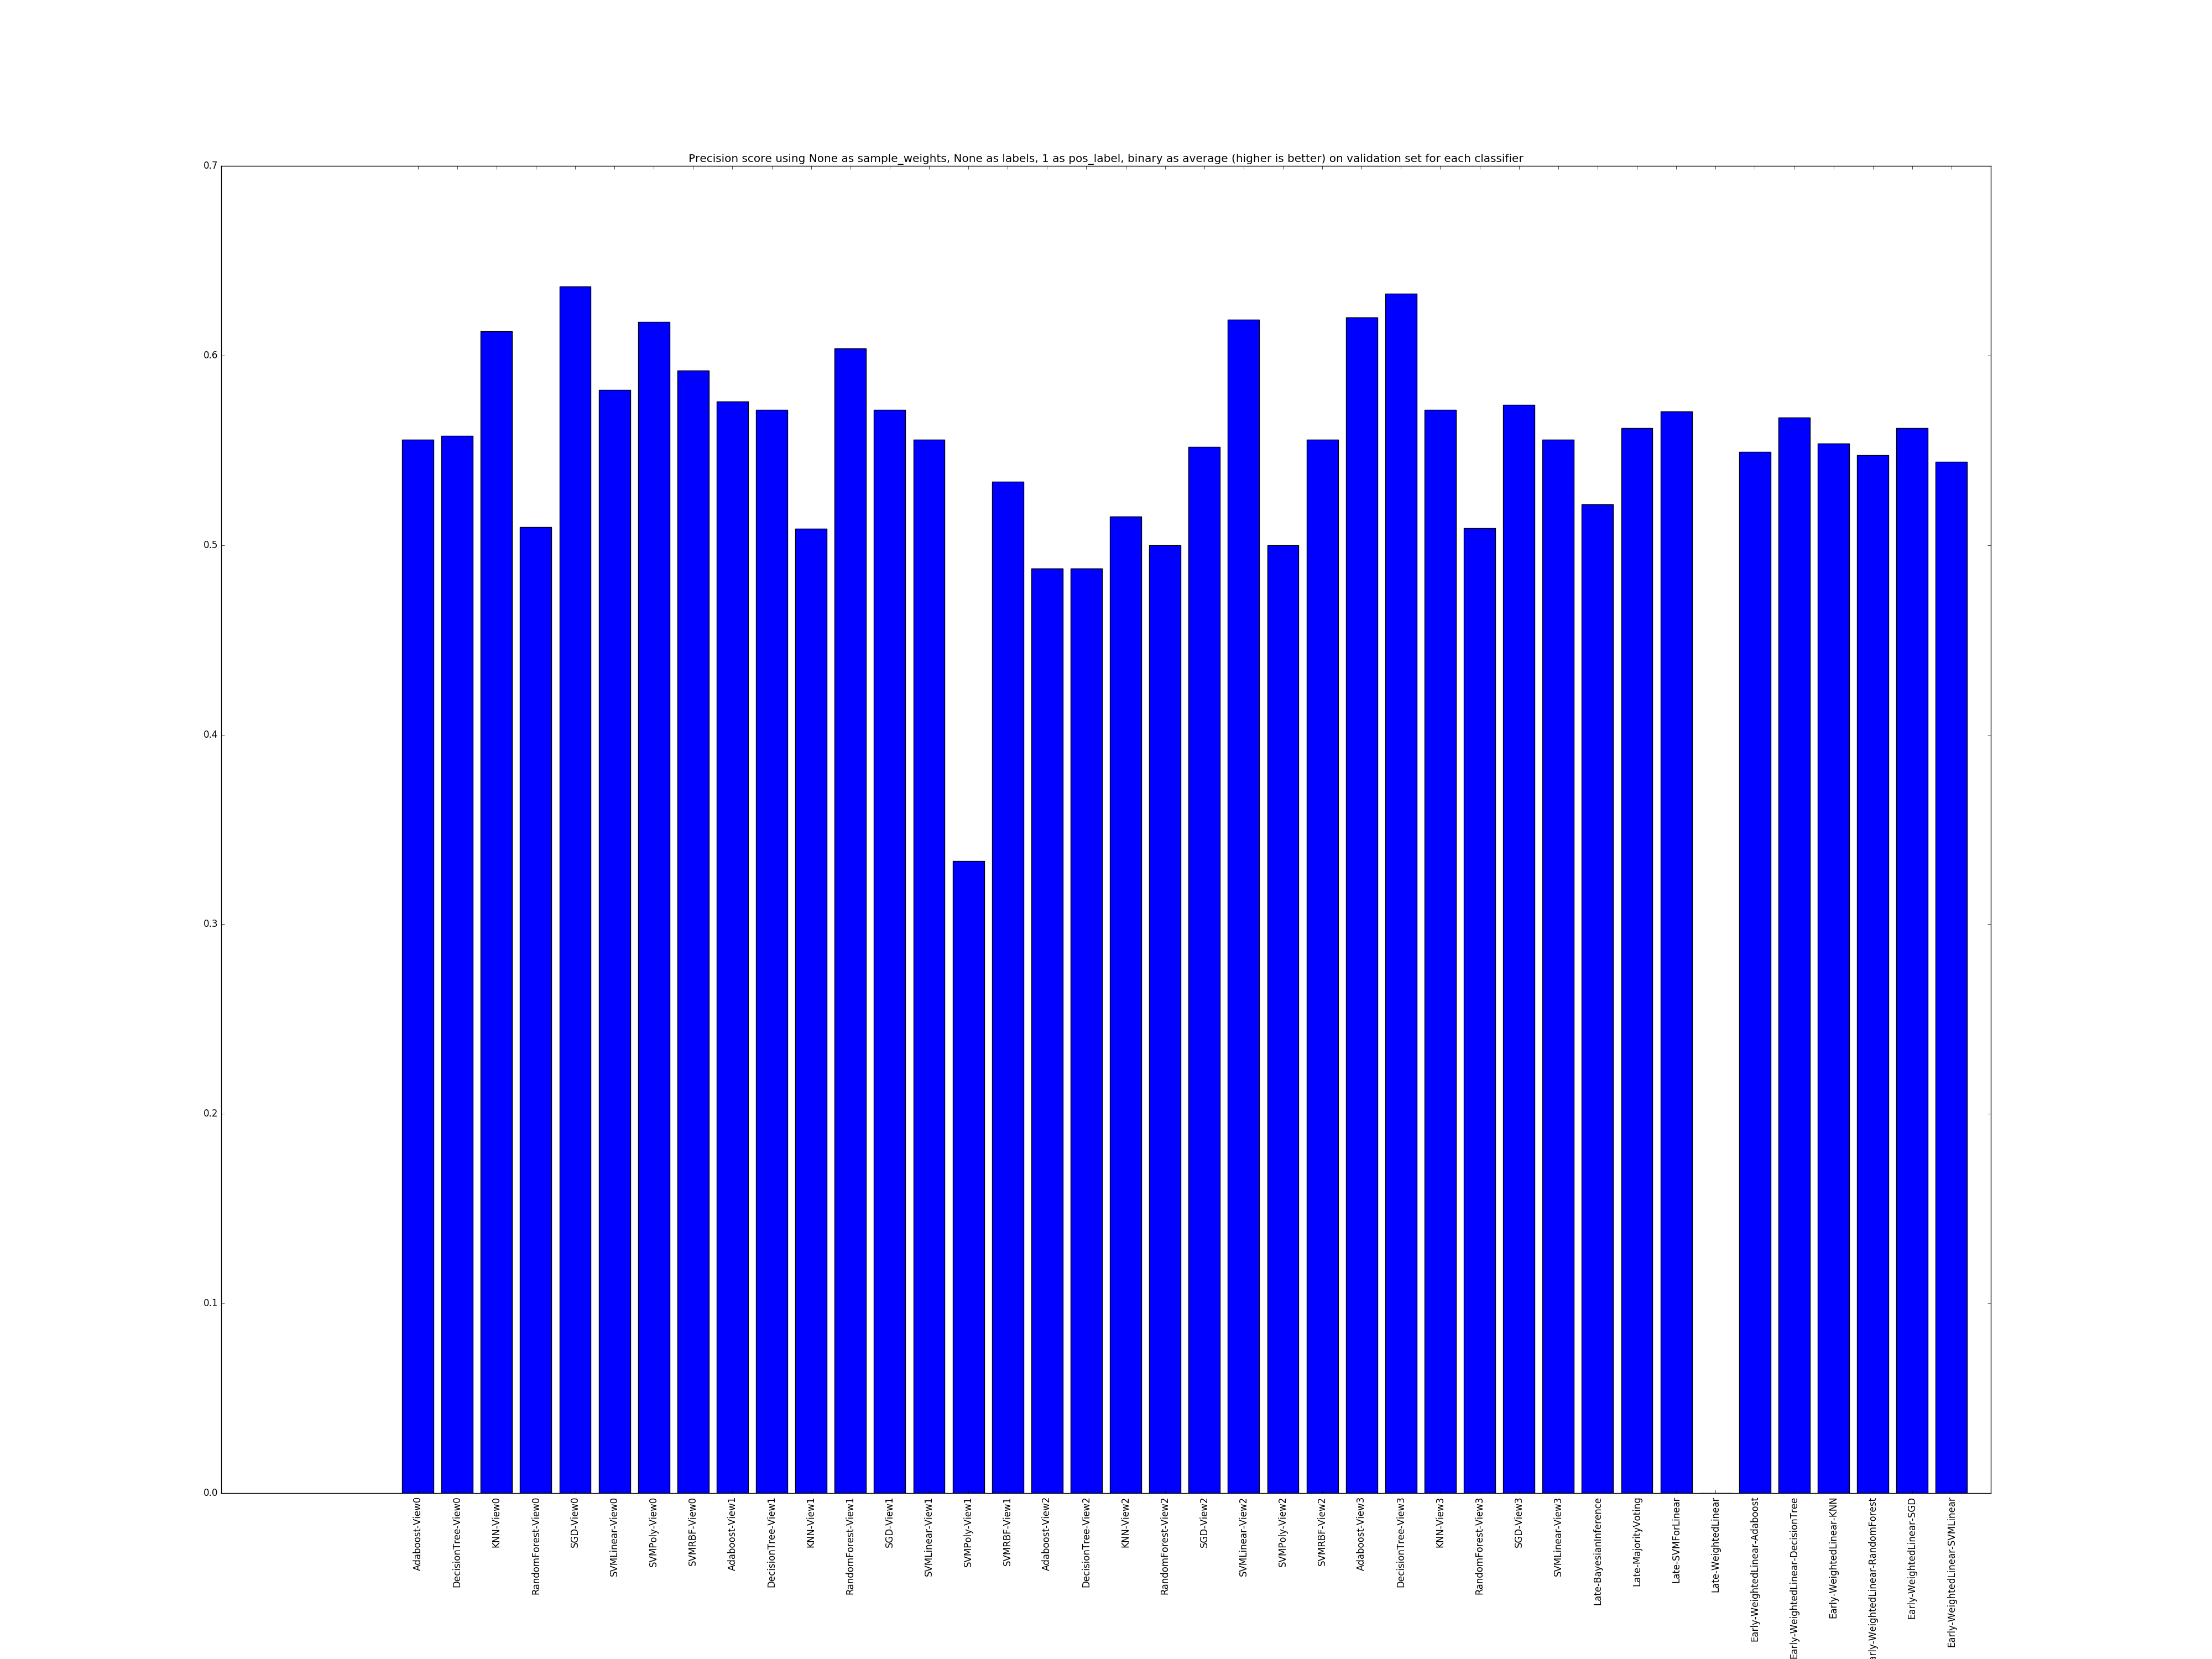 Precision score using None as sample_weights, None as labels, 1 as pos_label, binary as average (higher is better) on validation set for each classifier
0.7
0.6
0.5
0.4
0.3
0.2
0.1
0.0
Adaboost-View0
DecisionTree-View0
KNN-View0
RandomForest-View0
SGD-View0
SVMLinear-View0
SVMPoly-View0
SVMRBF-View0
Adaboost-View1
DecisionTree-View1
KNN-View1
RandomForest-View1
SGD-View1
SVMLinear-View1
SVMPoly-View1
SVMRBF-View1
Adaboost-View2
DecisionTree-View2
KNN-View2
RandomForest-View2
SGD-View2
SVMLinear-View2
SVMPoly-View2
SVMRBF-View2
Adaboost-View3
DecisionTree-View3
KNN-View3
RandomForest-View3
SGD-View3
SVMLinear-View3
Late-BayesianInference
Late-MajorityVoting
Late-SVMForLinear
Late-WeightedLinear
Early-WeightedLinear-Adaboost
Early-WeightedLinear-DecisionTree
Early-WeightedLinear-KNN
arly-WeightedLinear-RandomForest
Early-WeightedLinear-SGD
Early-WeightedLinear-SVMLinear